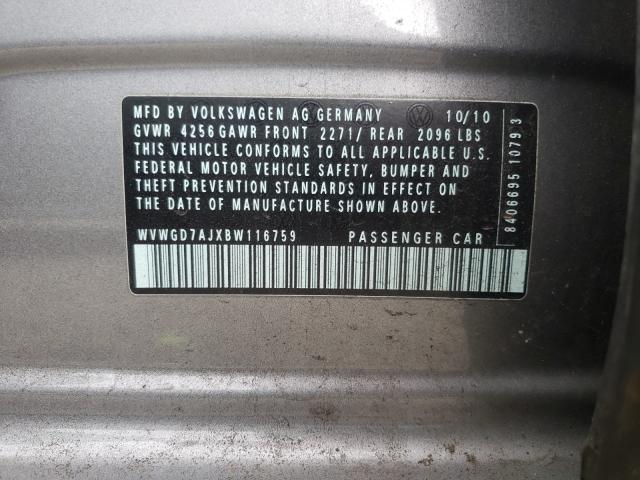 MFD BY VOLKSWAGEN AG GERMANY 10/10
GVWR 4256 GAWR FRONT 2271/ REAR 2096 LBS
THIS VEHICLE CONFORMS TO ALL APPLICABLE U.S.
FEDERAL MOTOR VEHICLE SAFETY, BUMPER AND
THEFT PREVENTION STANDARDS IN EFFECT ON
THE DATE OF MANUFACTURE SHOWN ABOVE.
WVWGD7AJXBW116759 PASSENGER CAR
8406695 1079 3